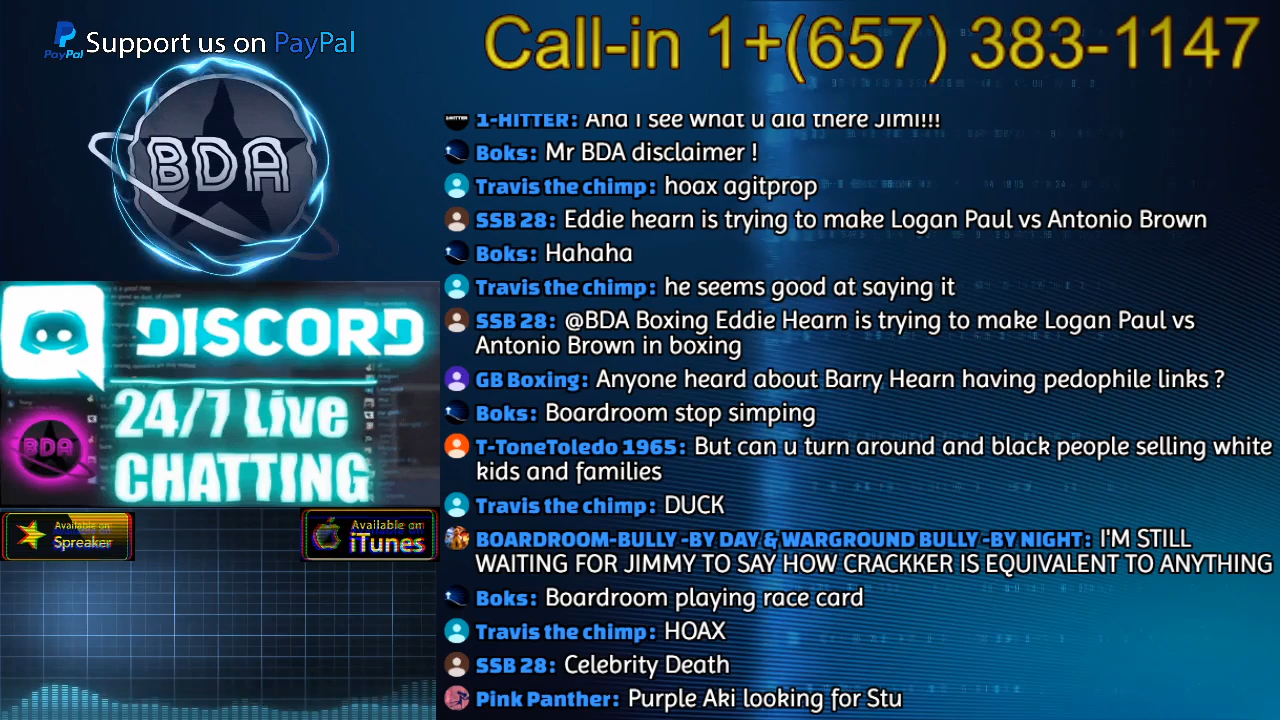 PayPal
Support us on PayPal
Call-in 1+(657) 383-1147
BDA
DISCORD
24/7 Live
CHATTING
BDA
Available on
Spreaker
Available on
iTunes
1-HITTER: And I see what u did there Jimi!!!
Boks: Mr BDA disclaimer !
Travis the chimp: hoax agitprop
SSB 28: Eddie hearn is trying to make Logan Paul vs Antonio Brown
Boks: Hahaha
Travis the chimp: he seems good at saying it
SSB 28: @BDA Boxing Eddie Hearn is trying to make Logan Paul vs
Antonio Brown in boxing
GB Boxing: Anyone heard about Barry Hearn having pedophile links ?
Boks: Boardroom stop simping
T-ToneToledo 1965: But can u turn around and black people selling white
kids and families
Travis the chimp: DUCK
BOARDROOM-BULLY -BY DAY & WARGROUND BULLY -BY NIGHT: I'M STILL
WAITING FOR JIMMY TO SAY HOW CRACKKER IS EQUIVALENT TO ANYTHING
Boks: Boardroom playing race card
Travis the chimp: HOAX
SSB 28: Celebrity Death
Pink Panther: Purple Aki looking for Stu